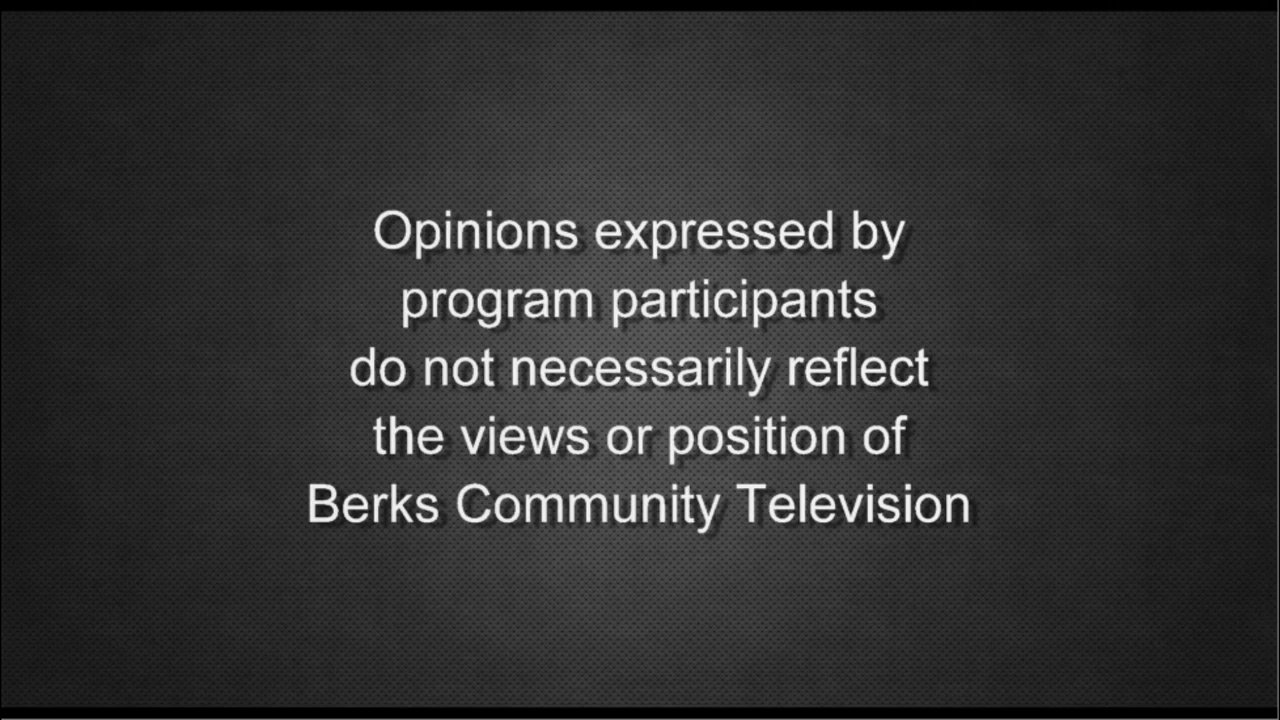 Opinions expressed by
program participants
do not necessarily reflect
the views or position of
Berks Community Television